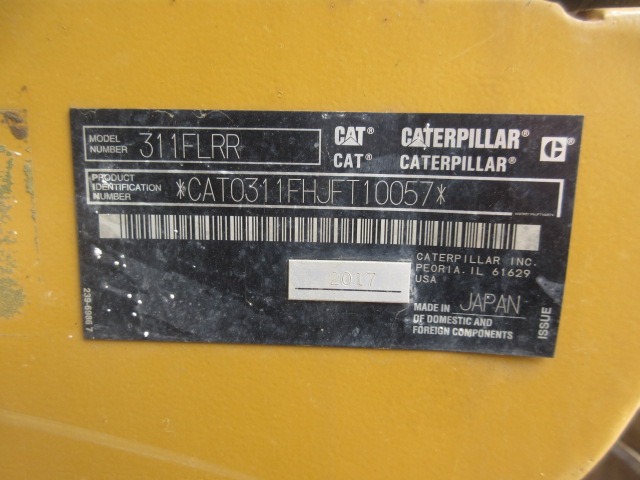 MODEL NUMBER 311FLRR
CAT® CATERPILLAR® C®
CAT® CATERPILLAR®
PRODUCT IDENTIFICATION NUMBER *CAT0311FHJFT10057*
CATERPILLAR INC.
PEORIA. IL 61629
USA
2017
MADE IN JAPAN
OF DOMESTIC AND
FOREIGN COMPONENTS
ISSUE